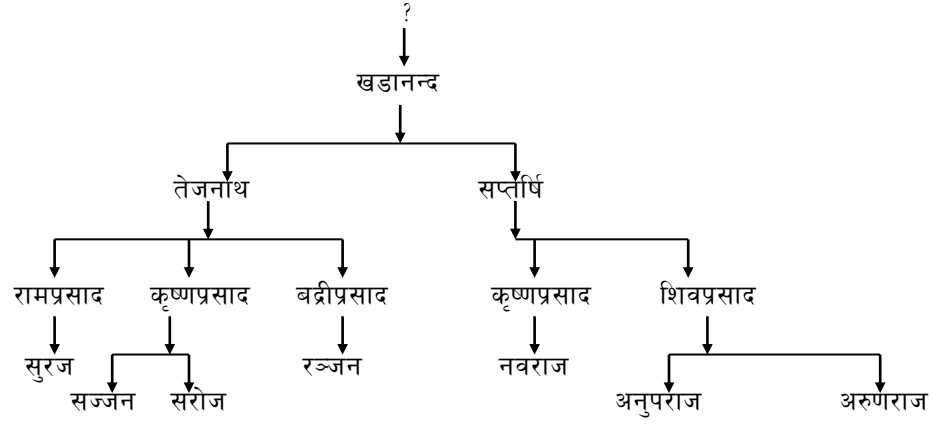 ?
खडानन्द
तेजनाथ सप्तर्षि
रामप्रसाद कृष्णप्रसाद बद्रीप्रसाद कृष्णप्रसाद शिवप्रसाद
सुरज रञ्जन नवराज
सज्जन सरोज अनुपराज अरुणराज